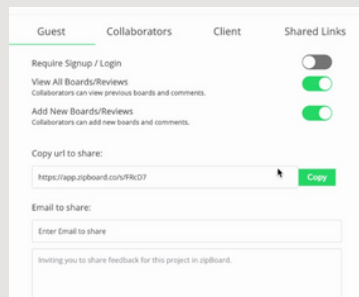 Guest Collaborators Client Shared Links
Require Signup / Login
View All Boards/Reviews
Collaborators can view previous boards and comments.
Add New Boards/Reviews
Collaborators can add new boards and comments.
Copy url to share:
https://app.zipboard.co/s/FRcD7 Copy
Email to share:
Enter Email to share
Inviting you to share feedback for this project in zipBoard.